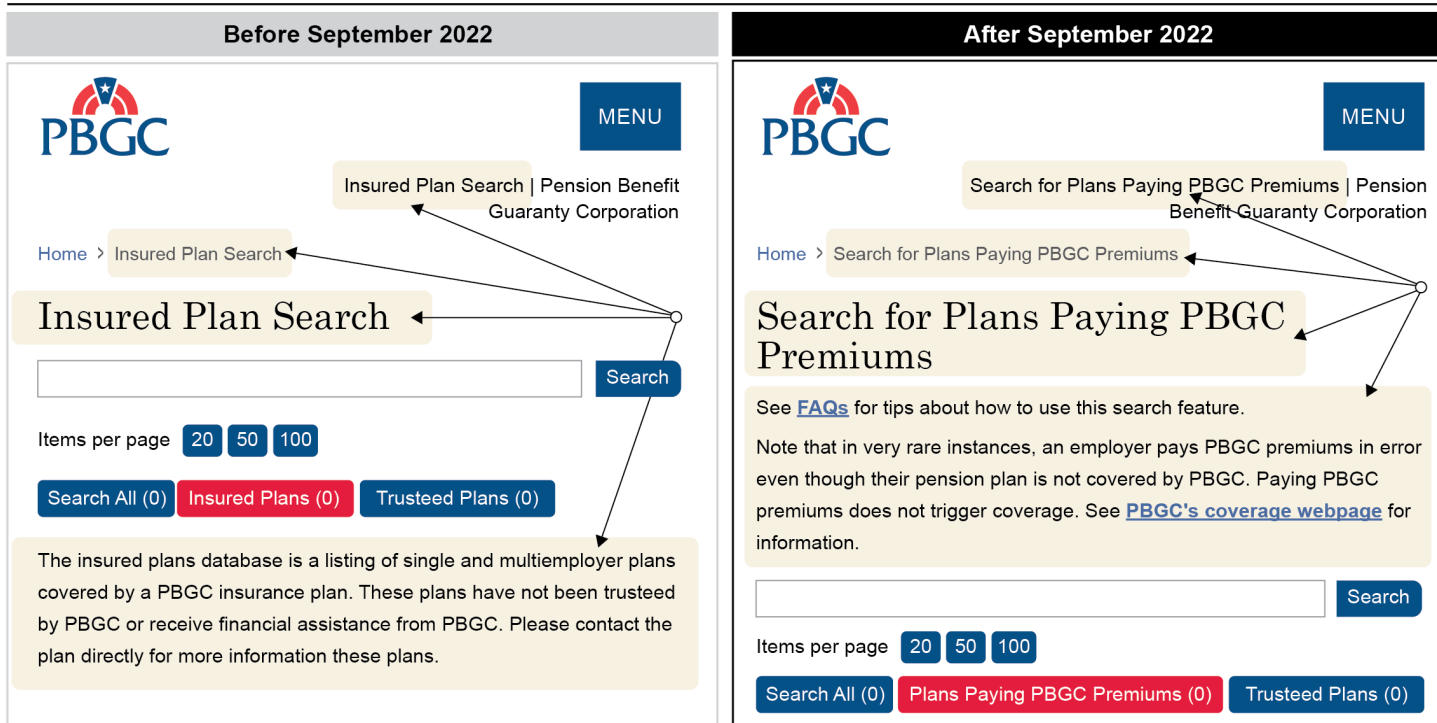 Before September 2022
PBGC
MENU
Insured Plan Search | Pension Benefit
Guaranty Corporation
Home > Insured Plan Search
Insured Plan Search
Search
Items per page 20 50 100
Search All (0) Insured Plans (0) Trusteed Plans (0)
The insured plans database is a listing of single and multiemployer plans
covered by a PBGC insurance plan. These plans have not been trusteed
by PBGC or receive financial assistance from PBGC. Please contact the
plan directly for more information these plans.
After September 2022
PBGC
MENU
Search for Plans Paying PBGC Premiums | Pension
Benefit Guaranty Corporation
Home > Search for Plans Paying PBGC Premiums
Search for Plans Paying PBGC
Premiums
See FAQs for tips about how to use this search feature.
Note that in very rare instances, an employer pays PBGC premiums in error
even though their pension plan is not covered by PBGC. Paying PBGC
premiums does not trigger coverage. See PBGC's coverage webpage for
information.
Search
Items per page 20 50 100
Search All (0) Plans Paying PBGC Premiums (0) Trusteed Plans (0)